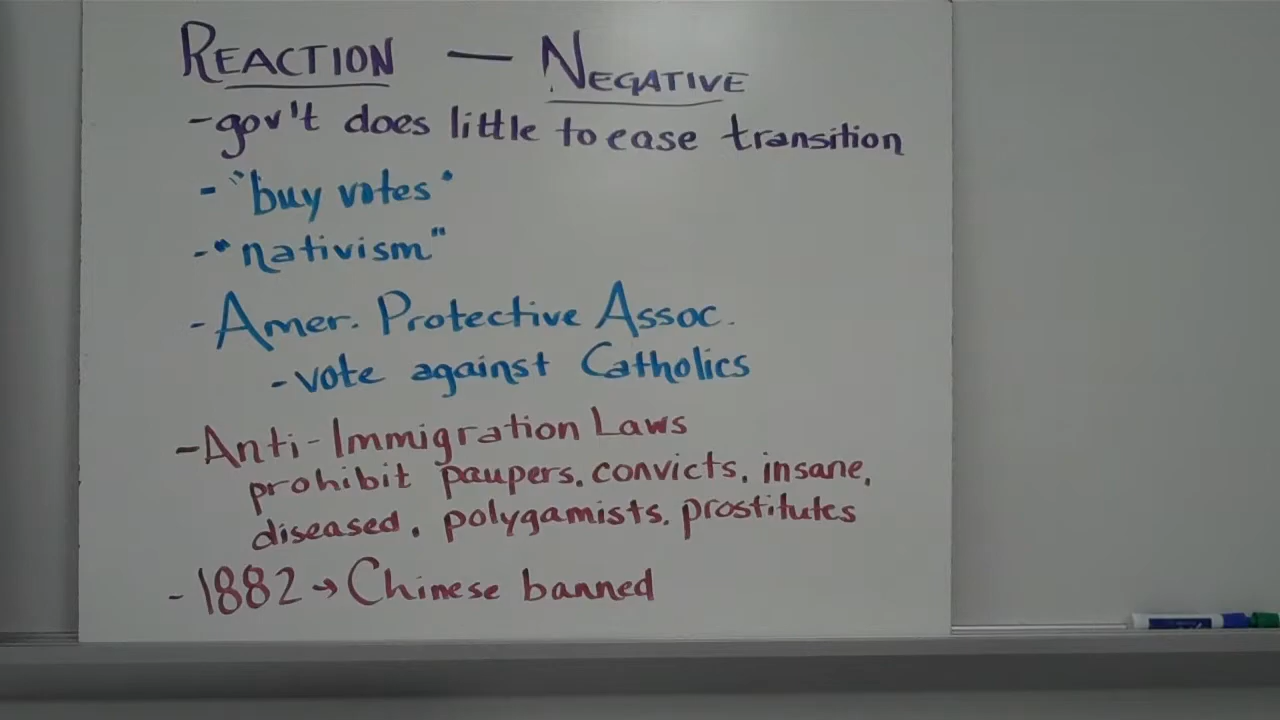 REACTION — NEGATIVE
- gov't does little to ease transition
- "buy votes"
- "nativism"
- Amer. Protective Assoc.
- vote against Catholics
- Anti-Immigration Laws
prohibit paupers, convicts, insane,
diseased, polygamists, prostitutes
- 1882 → Chinese banned